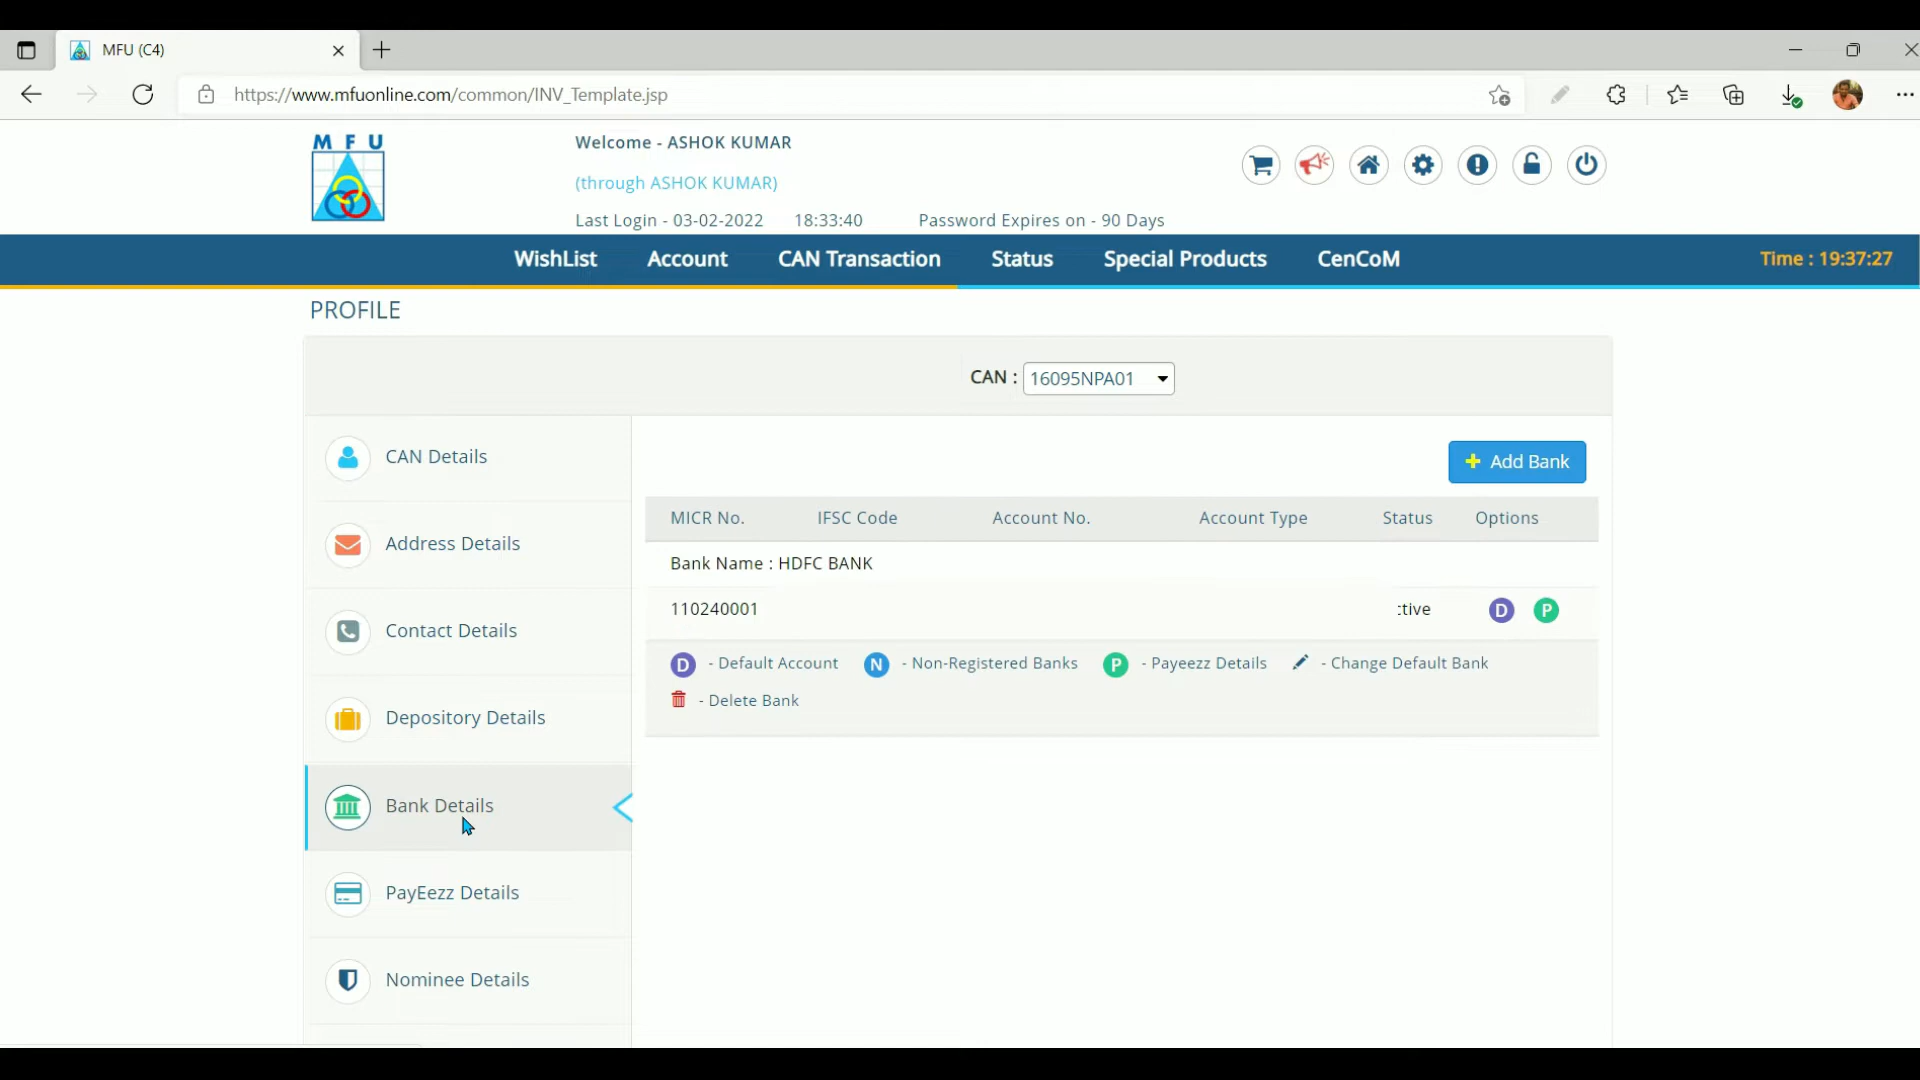 MFU (C4)
https://www.mfuonline.com/common/INV_Template.jsp
M F U
Welcome - ASHOK KUMAR
(through ASHOK KUMAR)
Last Login - 03-02-2022 18:33:40 Password Expires on - 90 Days
WishList Account CAN Transaction Status Special Products CenCoM Time : 19:37:27
PROFILE
CAN : 16095NPA01
CAN Details
Address Details
Contact Details
Depository Details
Bank Details
PayEezz Details
Nominee Details
+ Add Bank
MICR No. IFSC Code Account No. Account Type Status Options
Bank Name : HDFC BANK
110240001 tive D P
D - Default Account N - Non-Registered Banks P - Payeezz Details - Change Default Bank
- Delete Bank